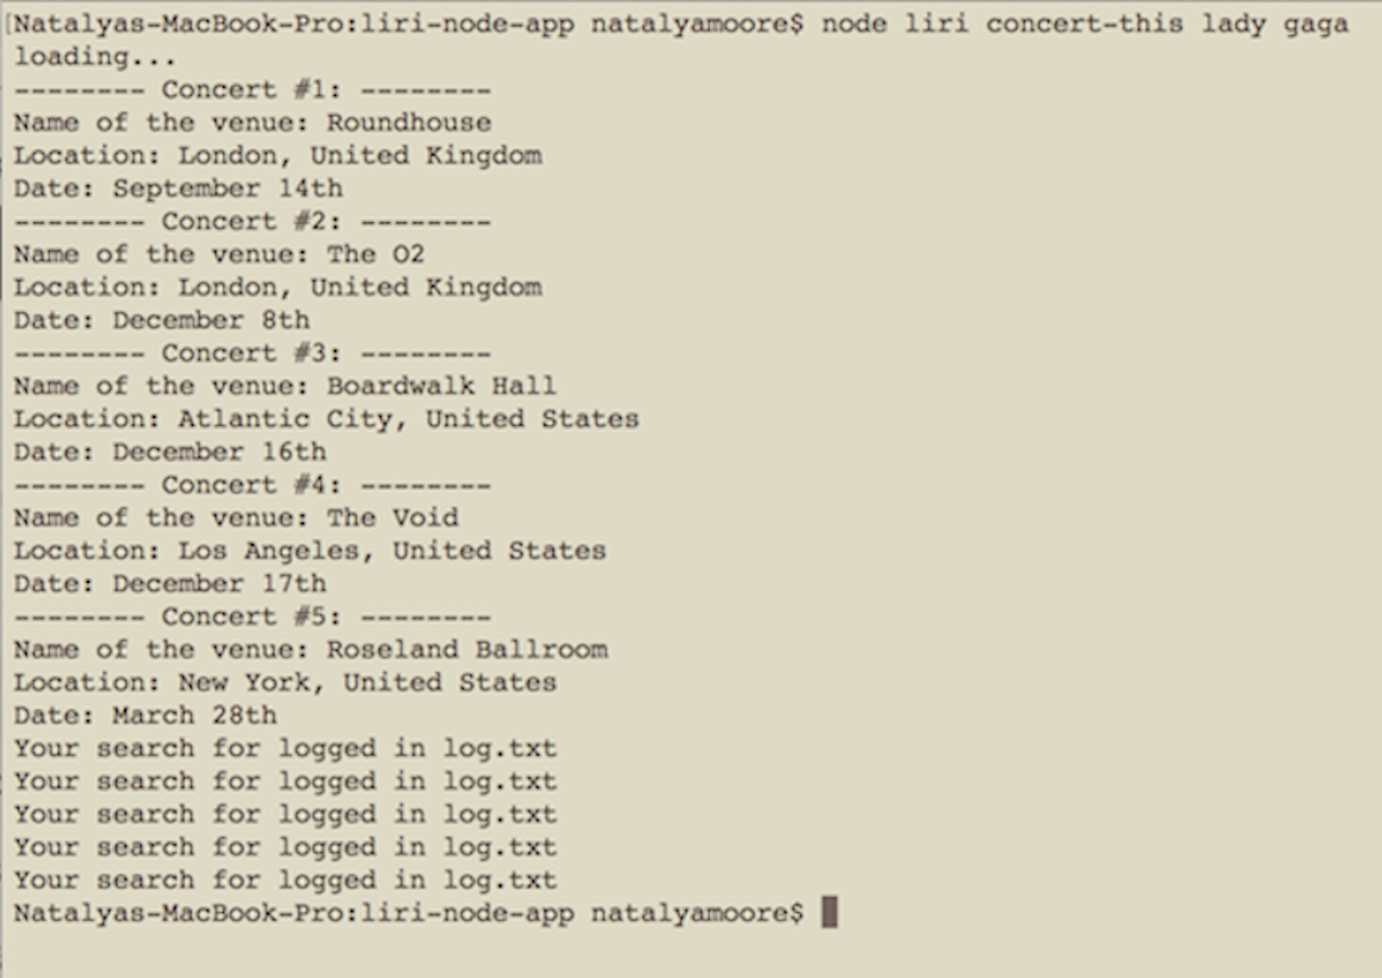 [Natalyas-MacBook-Pro:liri-node-app natalyamoore$ node liri concert-this lady gaga
loading...
-------- Concert #1: --------
Name of the venue: Roundhouse
Location: London, United Kingdom
Date: September 14th
-------- Concert #2: --------
Name of the venue: The O2
Location: London, United Kingdom
Date: December 8th
-------- Concert #3: --------
Name of the venue: Boardwalk Hall
Location: Atlantic City, United States
Date: December 16th
-------- Concert #4: --------
Name of the venue: The Void
Location: Los Angeles, United States
Date: December 17th
-------- Concert #5: --------
Name of the venue: Roseland Ballroom
Location: New York, United States
Date: March 28th
Your search for logged in log.txt
Your search for logged in log.txt
Your search for logged in log.txt
Your search for logged in log.txt
Your search for logged in log.txt
Natalyas-MacBook-Pro:liri-node-app natalyamoore$